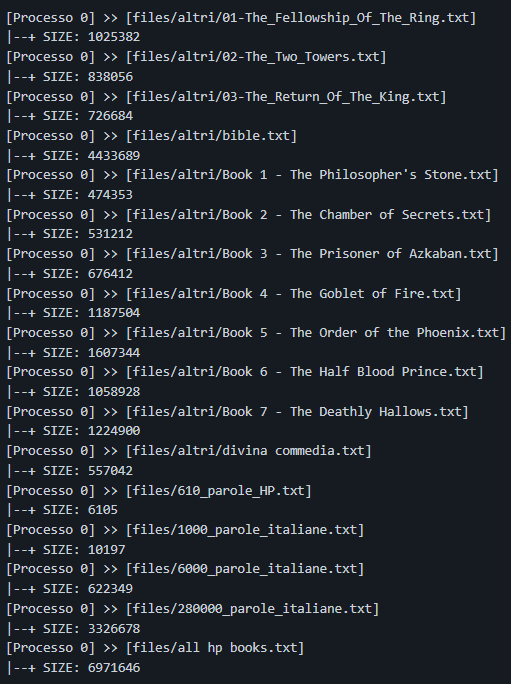 [Processo 0] >> [files/altri/01-The_Fellowship_Of_The_Ring.txt]
|--+ SIZE: 1025382
[Processo 0] >> [files/altri/02-The_Two_Towers.txt]
|--+ SIZE: 838056
[Processo 0] >> [files/altri/03-The_Return_Of_The_King.txt]
|--+ SIZE: 726684
[Processo 0] >> [files/altri/bible.txt]
|--+ SIZE: 4433689
[Processo 0] >> [files/altri/Book 1 - The Philosopher's Stone.txt]
|--+ SIZE: 474353
[Processo 0] >> [files/altri/Book 2 - The Chamber of Secrets.txt]
|--+ SIZE: 531212
[Processo 0] >> [files/altri/Book 3 - The Prisoner of Azkaban.txt]
|--+ SIZE: 676412
[Processo 0] >> [files/altri/Book 4 - The Goblet of Fire.txt]
|--+ SIZE: 1187504
[Processo 0] >> [files/altri/Book 5 - The Order of the Phoenix.txt]
|--+ SIZE: 1607344
[Processo 0] >> [files/altri/Book 6 - The Half Blood Prince.txt]
|--+ SIZE: 1058928
[Processo 0] >> [files/altri/Book 7 - The Deathly Hallows.txt]
|--+ SIZE: 1224900
[Processo 0] >> [files/altri/divina commedia.txt]
|--+ SIZE: 557042
[Processo 0] >> [files/610_parole_HP.txt]
|--+ SIZE: 6105
[Processo 0] >> [files/1000_parole_italiane.txt]
|--+ SIZE: 10197
[Processo 0] >> [files/6000_parole_italiane.txt]
|--+ SIZE: 622349
[Processo 0] >> [files/280000_parole_italiane.txt]
|--+ SIZE: 3326678
[Processo 0] >> [files/all hp books.txt]
|--+ SIZE: 6971646